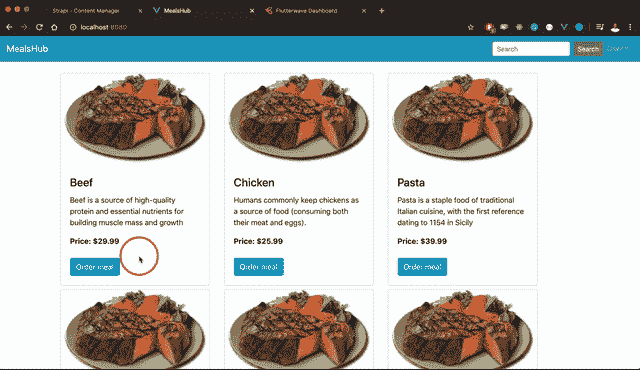 Strapi - Content Manager
MealsHub
Flutterwave Dashboard
localhost:8080
MealsHub
Search
Search
Beef
Beef is a source of high-quality
protein and essential nutrients for
building muscle mass and growth
Price: $29.99
Order meal
Chicken
Humans commonly keep chickens as
a source of food (consuming both
their meat and eggs).
Price: $25.99
Order meal
Pasta
Pasta is a staple food of traditional
Italian cuisine, with the first reference
dating to 1154 in Sicily
Price: $39.99
Order meal